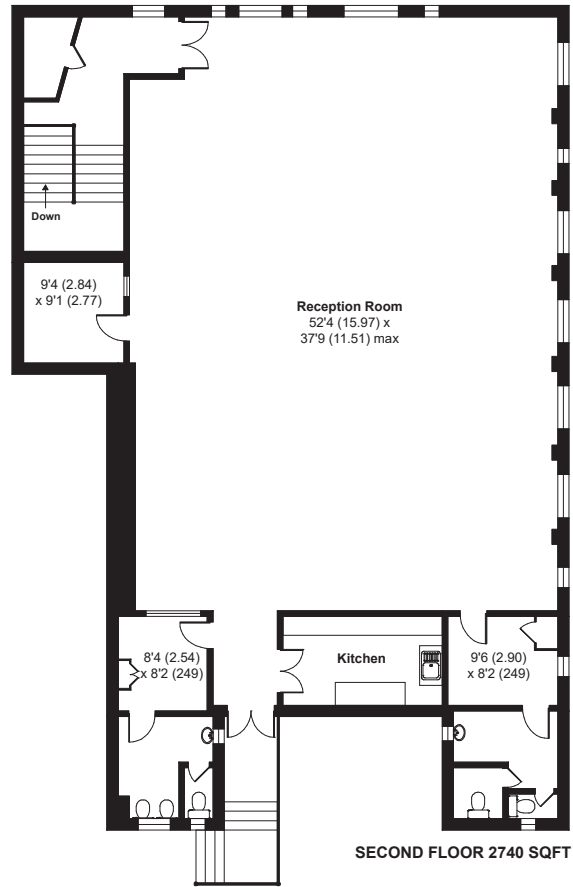 Down
9'4 (2.84)
x 9'1 (2.77)
Reception Room
52'4 (15.97) x
37'9 (11.51) max
8'4 (2.54)
x 8'2 (249)
Kitchen
9'6 (2.90)
x 8'2 (249)
SECOND FLOOR 2740 SQFT